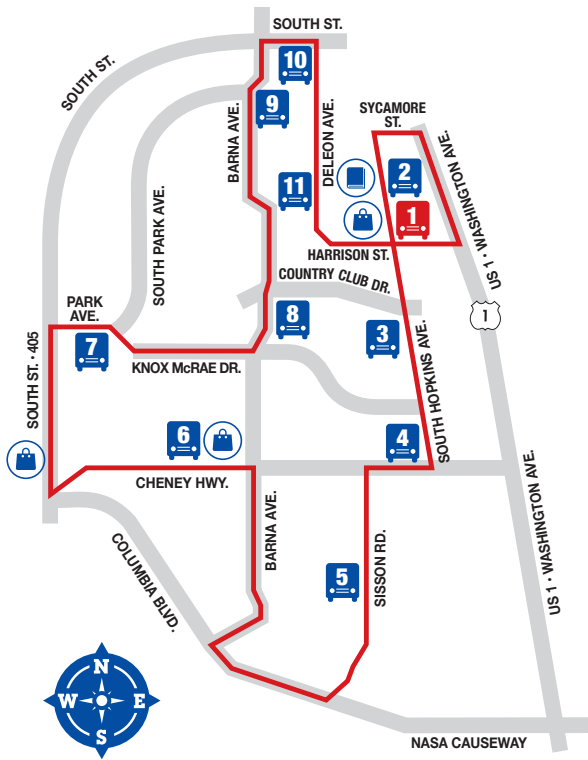 SOUTH ST.
SOUTH ST.
10
9
BARNA AVE.
DELEON AVE.
SYCAMORE
ST.
US 1 • WASHINGTON AVE.
2
11
1
SOUTH PARK AVE.
HARRISON ST.
COUNTRY CLUB DR.
1
PARK
AVE.
8
3
7
KNOX McRAE DR.
SOUTH ST. • 405
SOUTH HOPKINS AVE.
6
4
CHENEY HWY.
BARNA AVE.
SISSON RD.
US 1 • WASHINGTON AVE.
COLUMBIA BLVD.
5
N
W
E
S
NASA CAUSEWAY